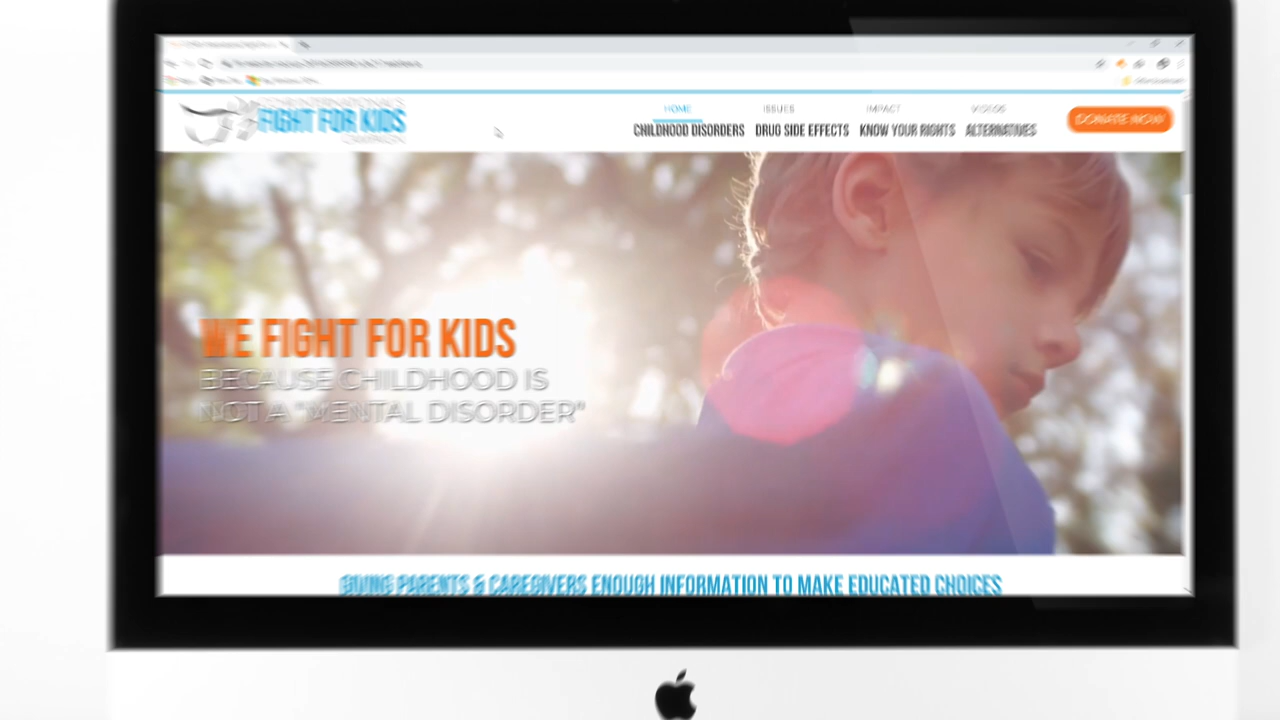 FIGHT FOR KIDS
HOME ISSUES IMPACT VIDEOS
CHILDHOOD DISORDERS DRUG SIDE EFFECTS KNOW YOUR RIGHTS ALTERNATIVES
DONATE NOW
WE FIGHT FOR KIDS
BECAUSE CHILDHOOD IS
NOT A "MENTAL DISORDER"
GIVING PARENTS & CAREGIVERS ENOUGH INFORMATION TO MAKE EDUCATED CHOICES